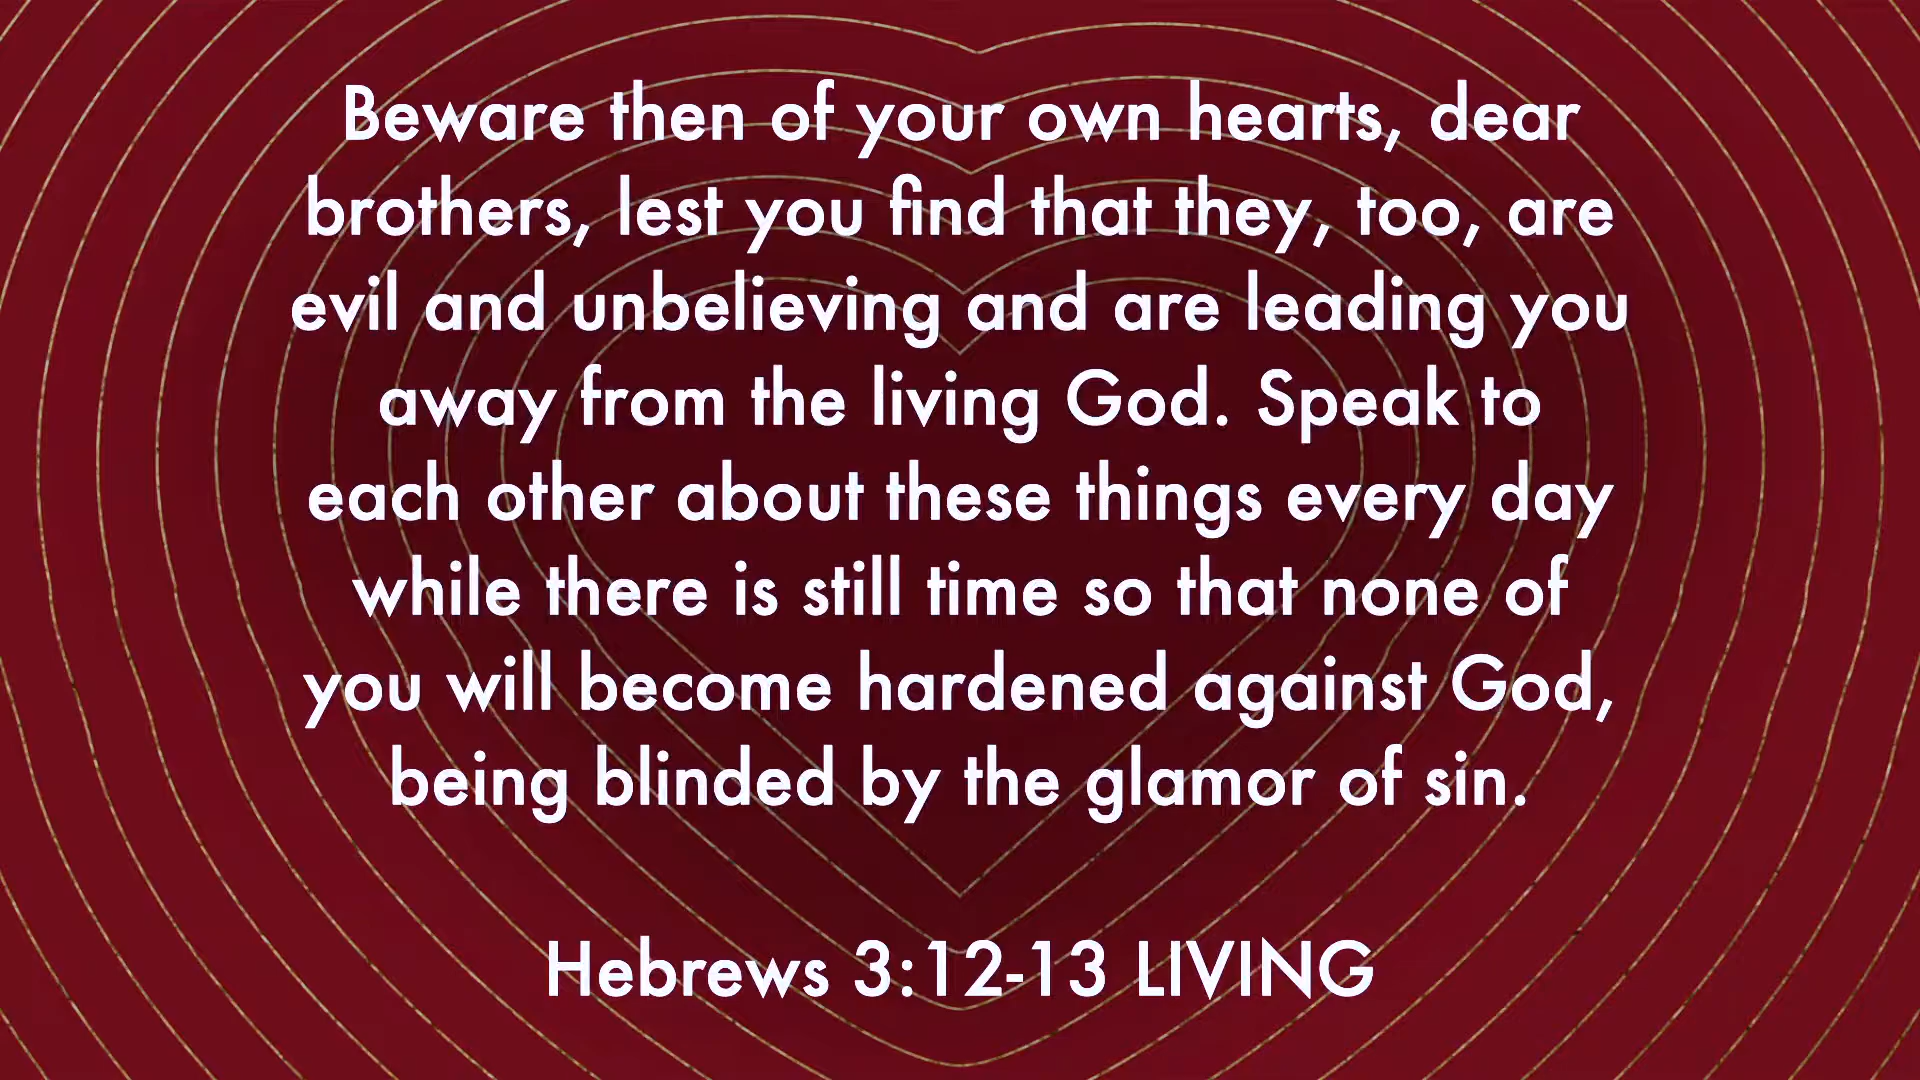 Beware then of your own hearts, dear
brothers, lest you find that they, too, are
evil and unbelieving and are leading you
away from the living God. Speak to
each other about these things every day
while there is still time so that none of
you will become hardened against God,
being blinded by the glamor of sin.
Hebrews 3:12-13 LIVING